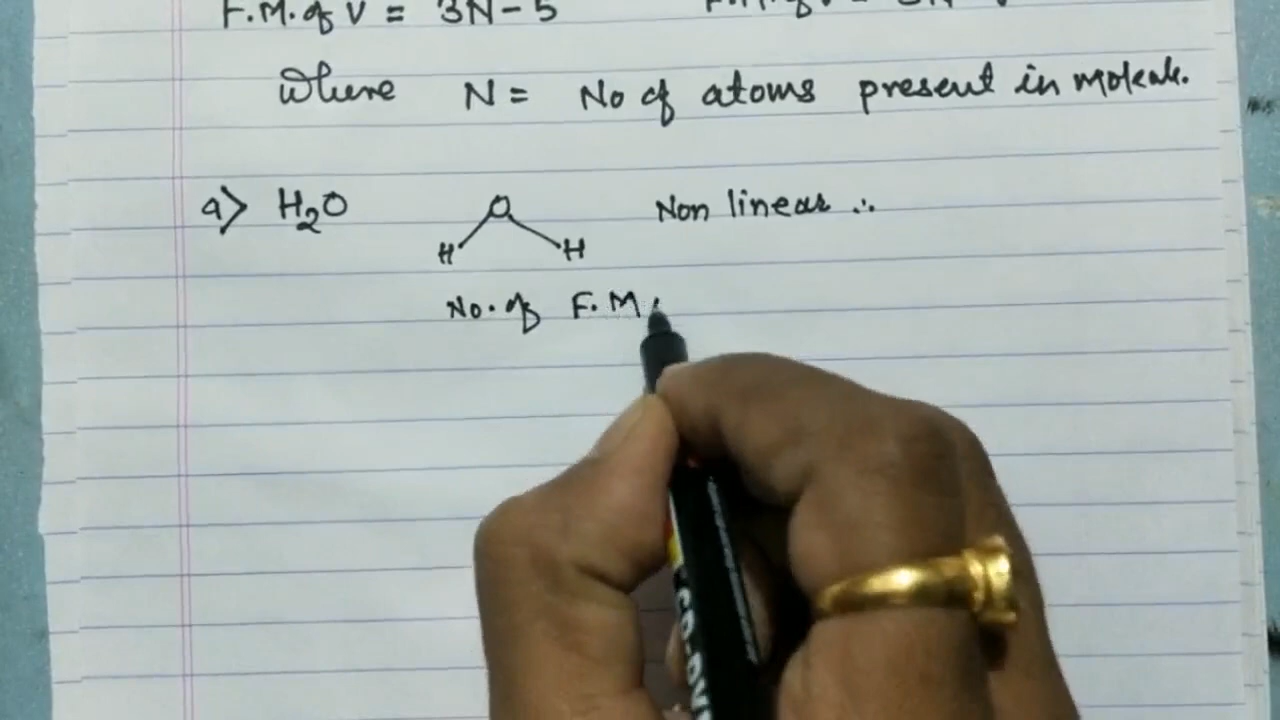 F.M. of V = 3N-5
where N = No of atoms present in molecule.
a> H₂O O Non linear ∴
H H
No. of F.M.